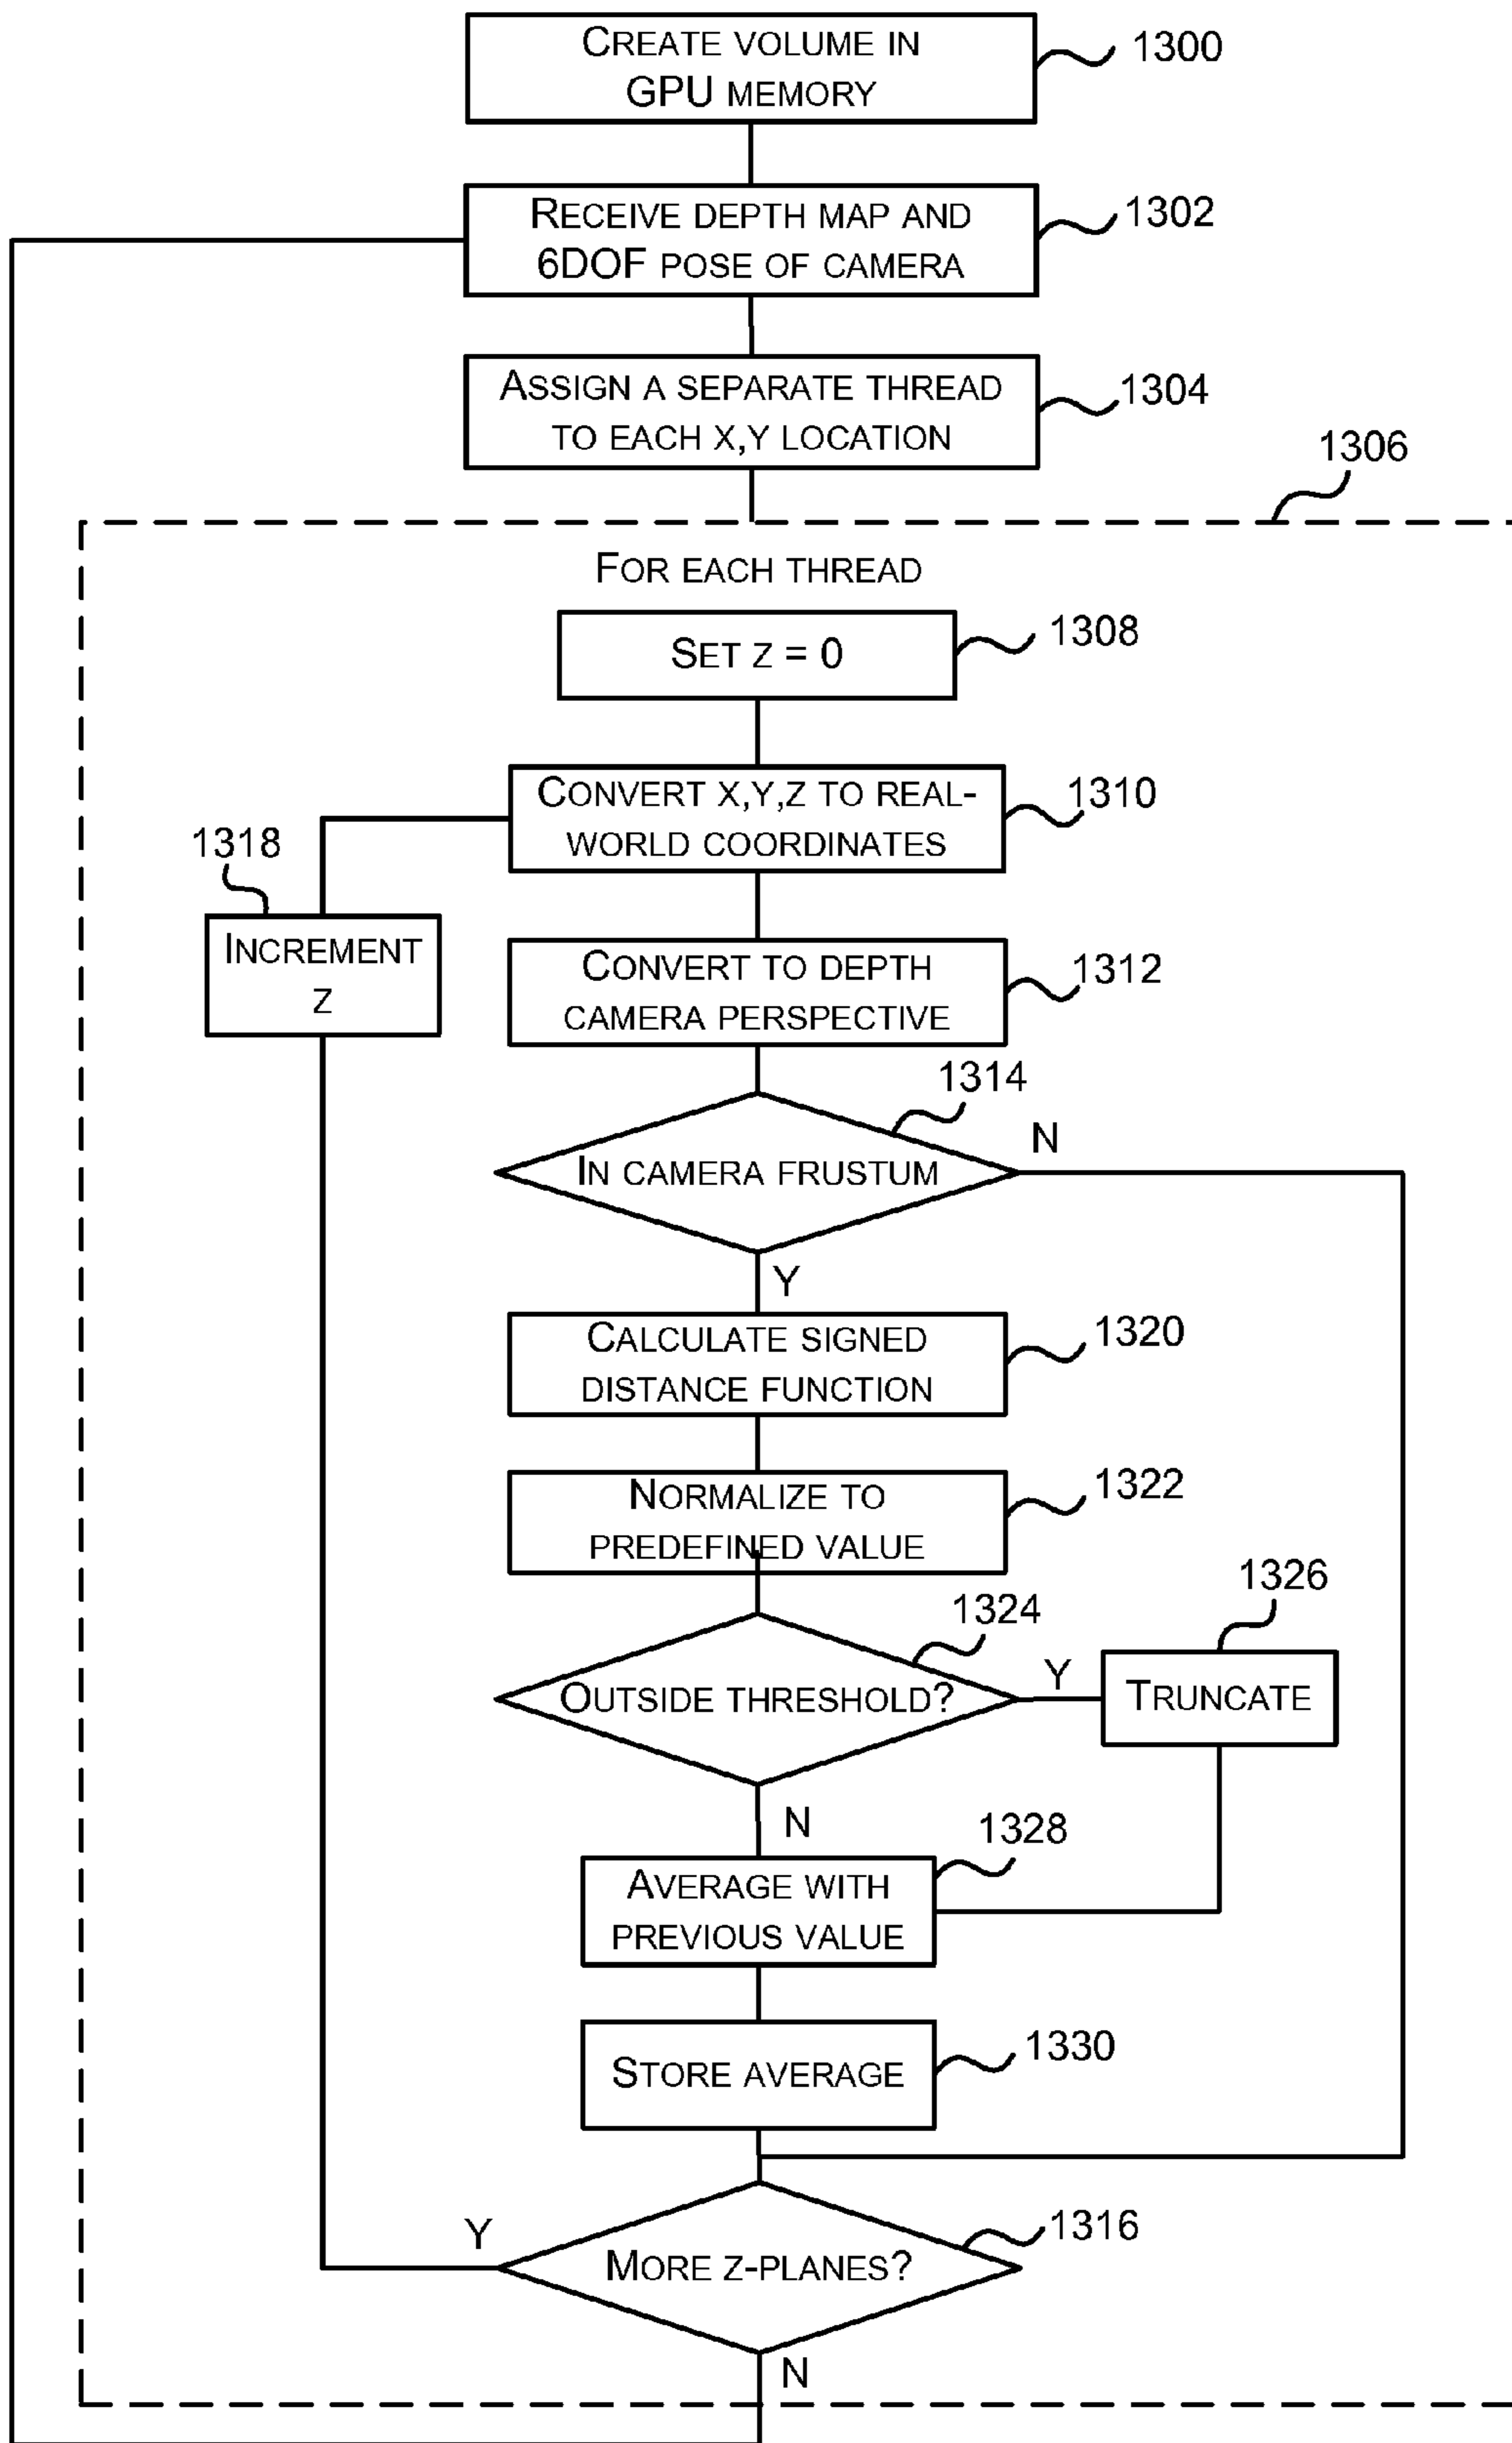 CREATE VOLUME IN
GPU MEMORY
1300
RECEIVE DEPTH MAP AND
6DOF POSE OF CAMERA
1302
ASSIGN A SEPARATE THREAD
TO EACH X,Y LOCATION
1304
1306
FOR EACH THREAD
SET Z = 0
1308
CONVERT X,Y,Z TO REAL-
WORLD COORDINATES
1310
1318
INCREMENT
Z
CONVERT TO DEPTH
CAMERA PERSPECTIVE
1312
1314
IN CAMERA FRUSTUM
N
Y
CALCULATE SIGNED
DISTANCE FUNCTION
1320
NORMALIZE TO
PREDEFINED VALUE
1322
1324
OUTSIDE THRESHOLD?
Y
1326
TRUNCATE
N
1328
AVERAGE WITH
PREVIOUS VALUE
STORE AVERAGE
1330
1316
MORE Z-PLANES?
Y
N